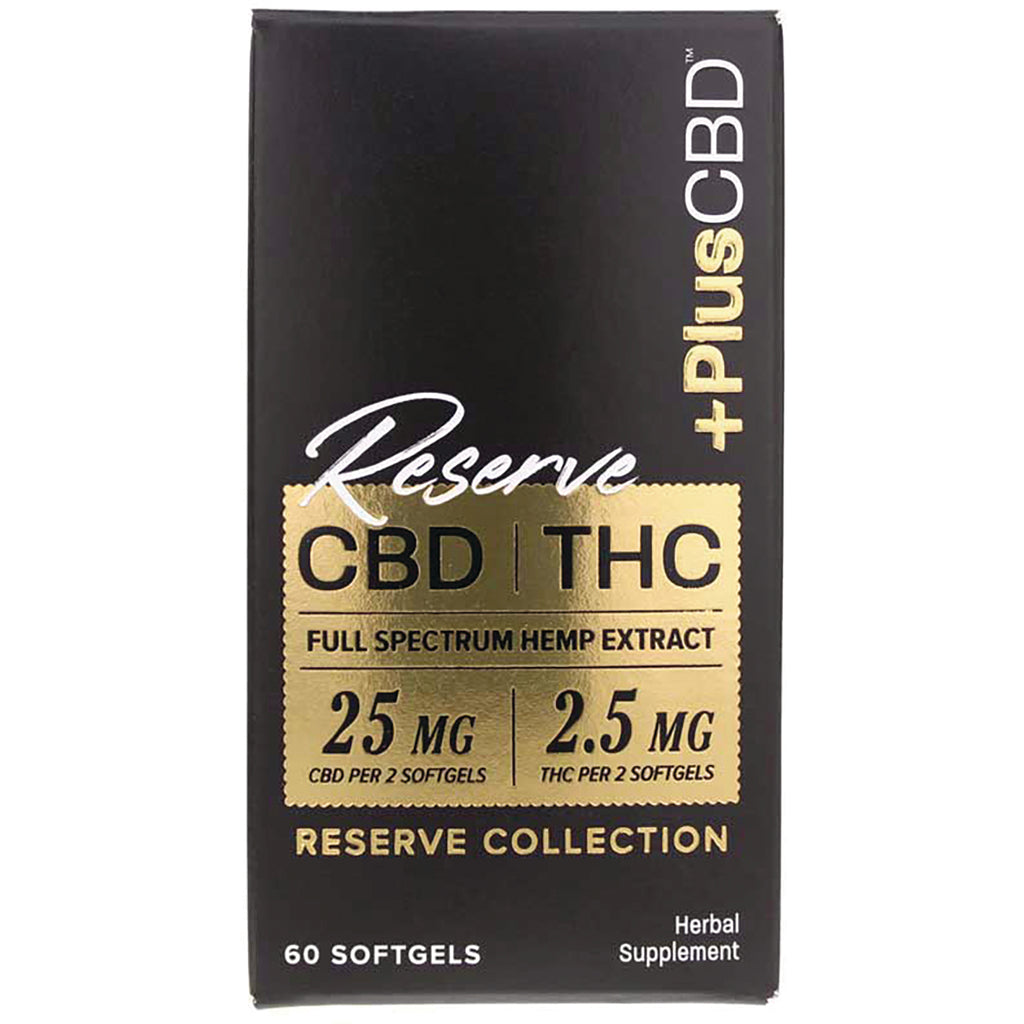 +PlusCBD™
Reserve
CBD | THC
FULL SPECTRUM HEMP EXTRACT
25 MG | 2.5 MG
CBD PER 2 SOFTGELS | THC PER 2 SOFTGELS
RESERVE COLLECTION
Herbal
60 SOFTGELS Supplement